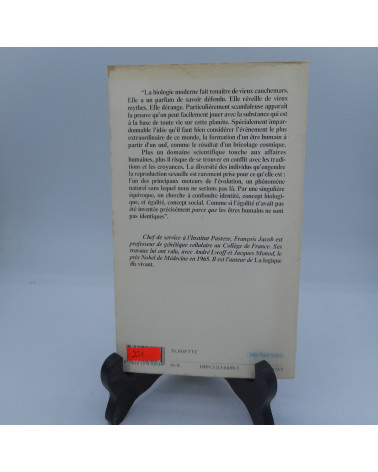 "La biologie moderne fait renaître de vieux cauchemars.
Elle a un parfum de savoir défendu. Elle réveille de vieux
mythes. Elle dérange. Particulièrement scandaleuse apparaît
la preuve qu'on peut facilement jouer avec la substance qui est
à la base de toute vie sur cette planète. Spécialement impar-
donnable l'idée qu'il faut bien considérer l'événement le plus
extraordinaire de ce monde, la formation d'un être humain à
partir d'un œuf, comme le résultat d'un bricolage cosmique.
Plus un domaine scientifique touche aux affaires
humaines, plus il risque de se trouver en conflit avec les tradi-
tions et les croyances. La diversité des individus qu'engendre
la reproduction sexuelle est rarement prise pour ce qu'elle est :
l'un des principaux moteurs de l'évolution, un phénomène
naturel sans lequel nous ne serions pas là. Par une singulière
équivoque, on cherche à confondre identité, concept biologi-
que, et égalité, concept social. Comme si l'égalité n'avait pas
été inventée précisément parce que les êtres humains ne sont
pas identiques".
Chef de service à l'Institut Pasteur, François Jacob est
professeur de génétique cellulaire au Collège de France. Ses
travaux lui ont valu, avec André Lwoff et Jacques Monod, le
prix Nobel de Médecine en 1965. Il est l'auteur de La logique
du vivant.